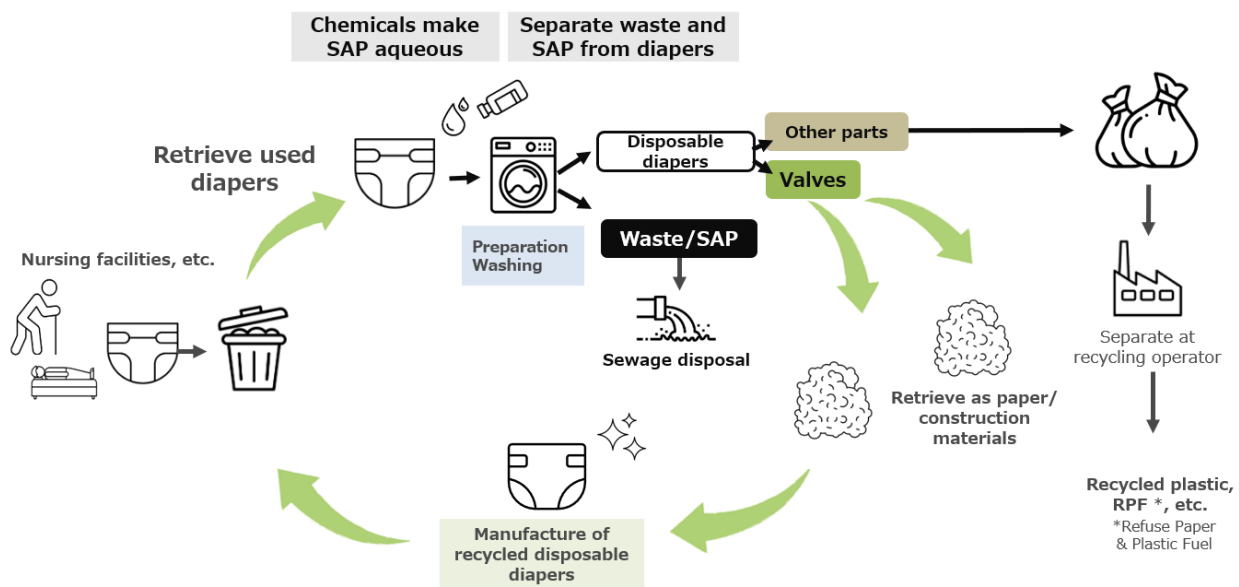 Chemicals make
SAP aqueous
Separate waste and
SAP from diapers
Retrieve used
diapers
Disposable
diapers
Other parts
Valves
Preparation
Washing
Waste/SAP
Nursing facilities, etc.
Sewage disposal
Separate at
recycling operator
Retrieve as paper/
construction
materials
Manufacture of
recycled disposable
diapers
Recycled plastic,
RPF *, etc.
*Refuse Paper
& Plastic Fuel